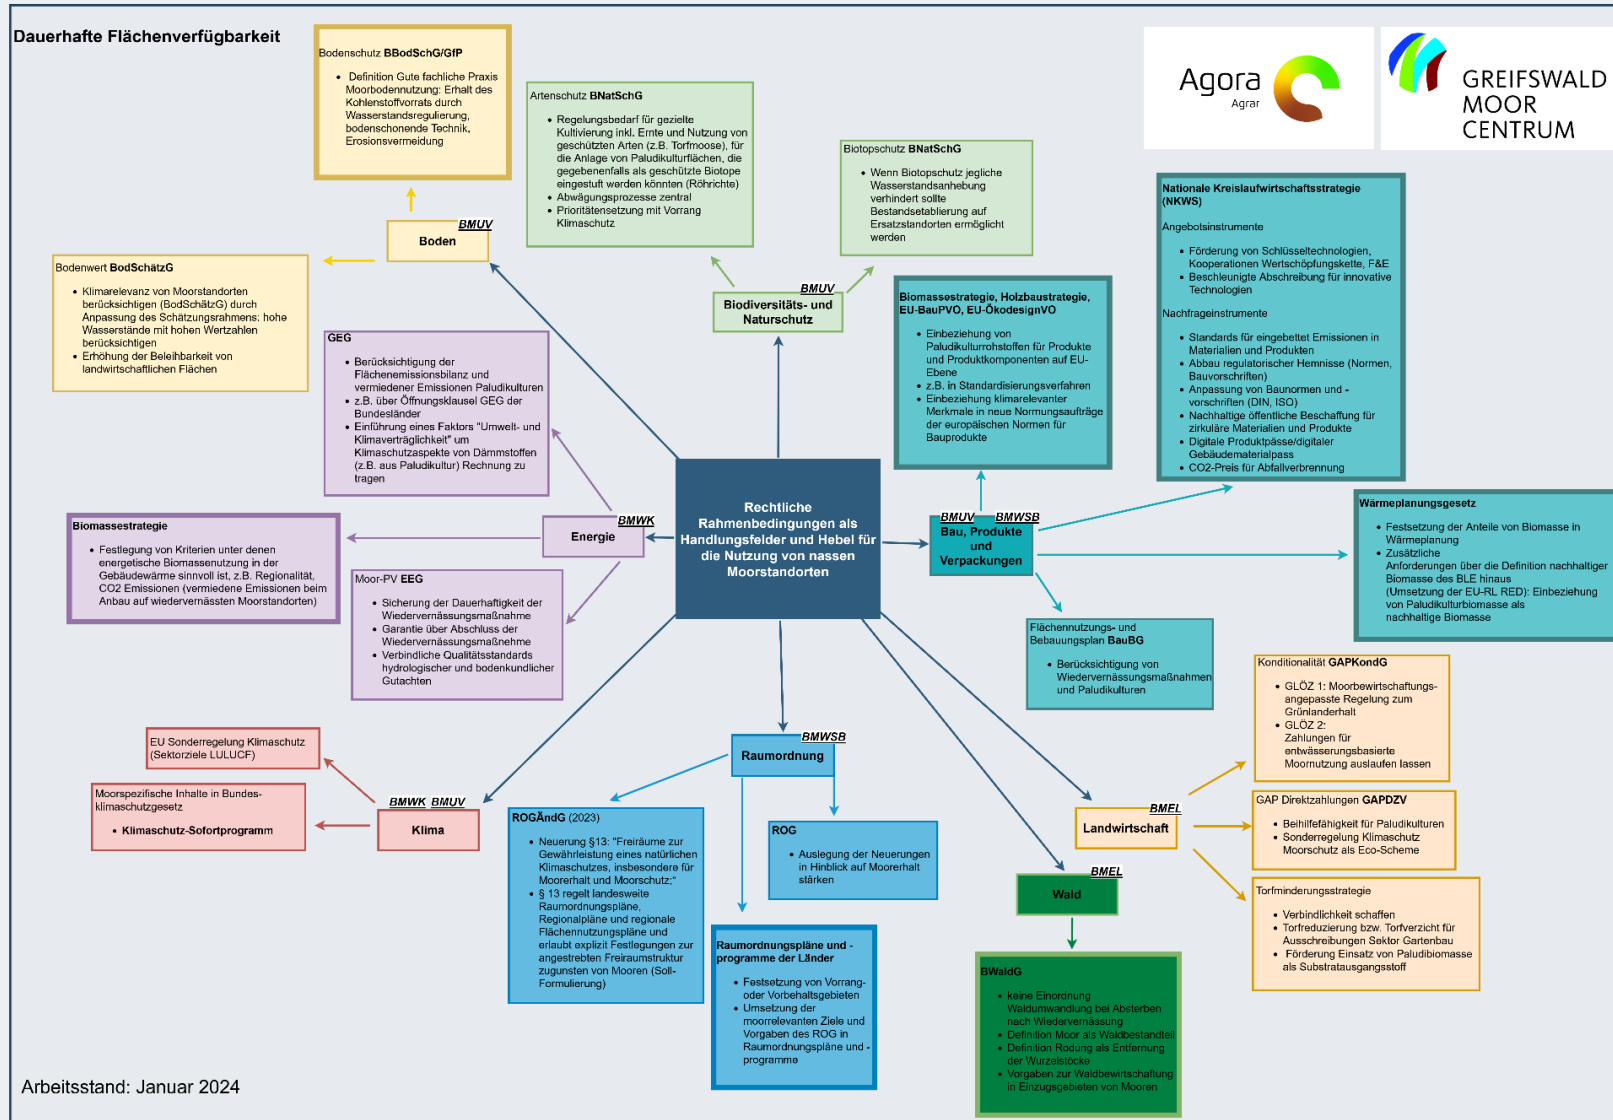 Dauerhafte Flächenverfügbarkeit
Bodenschutz BBodSchG/GfP
• Definition Gute fachliche Praxis
Moorbodennutzung: Erhalt des
Kohlenstoffvorrats durch
Wasserstandsregulierung,
bodenschonende Technik,
Erosionsvermeidung
Artenschutz BNatSchG
• Regelungsbedarf für gezielte
Kultivierung inkl. Ernte und Nutzung von
geschützten Arten (z.B. Torfmoose), für
die Anlage von Paludikulturflächen, die
gegebenenfalls als geschützte Biotope
eingestuft werden könnten (Röhrichte)
• Abwägungsprozesse zentral
• Prioritätensetzung mit Vorrang
Klimaschutz
Biotopschutz BNatSchG
• Wenn Biotopschutz jegliche
Wasserstandsanhebung
verhindert sollte
Bestandsetablierung auf
Ersatzstandorten ermöglicht
werden
Agora
Agrar
GREIFSWALD
MOOR
CENTRUM
Nationale Kreislaufwirtschaftsstrategie
(NKWS)
Angebotsinstrumente
• Förderung von Schlüsseltechnologien,
Kooperationen Wertschöpfungskette, F&E
• Beschleunigte Abschreibung für innovative
Technologien
Nachfrageinstrumente
• Standards für eingebettet Emissionen in
Materialien und Produkten
• Abbau regulatorischer Hemnisse (Normen,
Bauvorschriften)
• Anpassung von Baunormen und -
vorschriften (DIN, ISO)
• Nachhaltige öffentliche Beschaffung für
zirkuläre Materialien und Produkte
• Digitale Produktpässe/digitaler
Gebäudematerialpass
• CO2-Preis für Abfallverbrennung
BMUV
Boden
Bodenwert BodSchätzG
• Klimarelevanz von Moorstandorten
berücksichtigen (BodSchätzG) durch
Anpassung des Schätzungsrahmens: hohe
Wasserstände mit hohen Wertzahlen
berücksichtigen
• Erhöhung der Beleihbarkeit von
landwirtschaftlichen Flächen
BMUV
Biodiversitäts- und
Naturschutz
Biomassestrategie, Holzbaustrategie,
EU-BauPVO, EU-ÖkodesignVO
• Einbeziehung von
Paludikulturrohstoffen für Produkte
und Produktkomponenten auf EU-
Ebene
• z.B. in Standardisierungsverfahren
• Einbeziehung klimarelevanter
Merkmale in neue Normungsaufträge
der europäischen Normen für
Bauprodukte
GEG
• Berücksichtigung der
Flächenemissionsbilanz und
vermiedener Emissionen Paludikulturen
• z.B. über Öffnungsklausel GEG der
Bundesländer
• Einführung eines Faktors "Umwelt- und
Klimaverträglichkeit" um
Klimaschutzaspekte von Dämmstoffen
(z.B. aus Paludikultur) Rechnung zu
tragen
Rechtliche
Rahmenbedingungen als
Handlungsfelder und Hebel für
die Nutzung von nassen
Moorstandorten
BMWK
Energie
BMUV BMWSB
Bau, Produkte
und
Verpackungen
Wärmeplanungsgesetz
• Festsetzung der Anteile von Biomasse in
Wärmeplanung
• Zusätzliche
Anforderungen über die Definition nachhaltiger
Biomasse des BLE hinaus
(Umsetzung der EU-RL RED): Einbeziehung
von Paludikulturbiomasse als
nachhaltige Biomasse
Biomassestrategie
• Festlegung von Kriterien unter denen
energetische Biomassenutzung in der
Gebäudewärme sinnvoll ist, z.B. Regionalität,
CO2 Emissionen (vermiedene Emissionen beim
Anbau auf wiedervernässten Moorstandorten)
Moor-PV EEG
• Sicherung der Dauerhaftigkeit der
Wiedervernässungsmaßnahme
• Garantie über Abschluss der
Wiedervernässungsmaßnehme
• Verbindliche Qualitätsstandards
hydrologischer und bodenkundlicher
Gutachten
Flächennutzungs- und
Bebauungsplan BauBG
• Berücksichtigung von
Wiedervernässungsmaßnahmen
und Paludikulturen
Konditionalität GAPKondG
• GLÖZ 1: Moorbewirtschaftungs-
angepasste Regelung zum
Grünlanderhalt
• GLÖZ 2:
Zahlungen für
entwässerungsbasierte
Moornutzung auslaufen lassen
EU Sonderregelung Klimaschutz
(Sektorziele LULUCF)
Moorspezifische Inhalte in Bundes-
klimaschutzgesetz
• Klimaschutz-Sofortprogramm
BMWK BMUV
Klima
BMWSB
Raumordnung
BMEL
Landwirtschaft
GAP Direktzahlungen GAPDZV
• Beihilfefähigkeit für Paludikulturen
• Sonderregelung Klimaschutz
Moorschutz als Eco-Scheme
ROGÄndG (2023)
• Neuerung §13: "Freiräume zur
Gewährleistung eines natürlichen
Klimaschutzes, insbesondere für
Moorerhalt und Moorschutz;"
• § 13 regelt landesweite
Raumordnungspläne,
Regionalpläne und regionale
Flächennutzungspläne und
erlaubt explizit Festlegungen zur
angestrebten Freiraumstruktur
zugunsten von Mooren (Soll-
Formulierung)
ROG
• Auslegung der Neuerungen
in Hinblick auf Moorerhalt
stärken
BMEL
Wald
Torfminderungsstrategie
• Verbindlichkeit schaffen
• Torfreduzierung bzw. Torfverzicht für
Ausschreibungen Sektor Gartenbau
• Förderung Einsatz von Paludibiomasse
als Substratausgangsstoff
Raumordnungspläne und -
programme der Länder
• Festsetzung von Vorrang-
oder Vorbehaltsgebieten
• Umsetzung der
moorrelevanten Ziele und
Vorgaben des ROG in
Raumordnungspläne und -
programme
BWaldG
• keine Einordnung
Waldumwandlung bei Absterben
nach Wiedervernässung
• Definition Moor als Waldbestandteil
• Definition Rodung als Entfernung
der Wurzelstöcke
• Vorgaben zur Waldbewirtschaftung
in Einzugsgebieten von Mooren
Arbeitsstand: Januar 2024